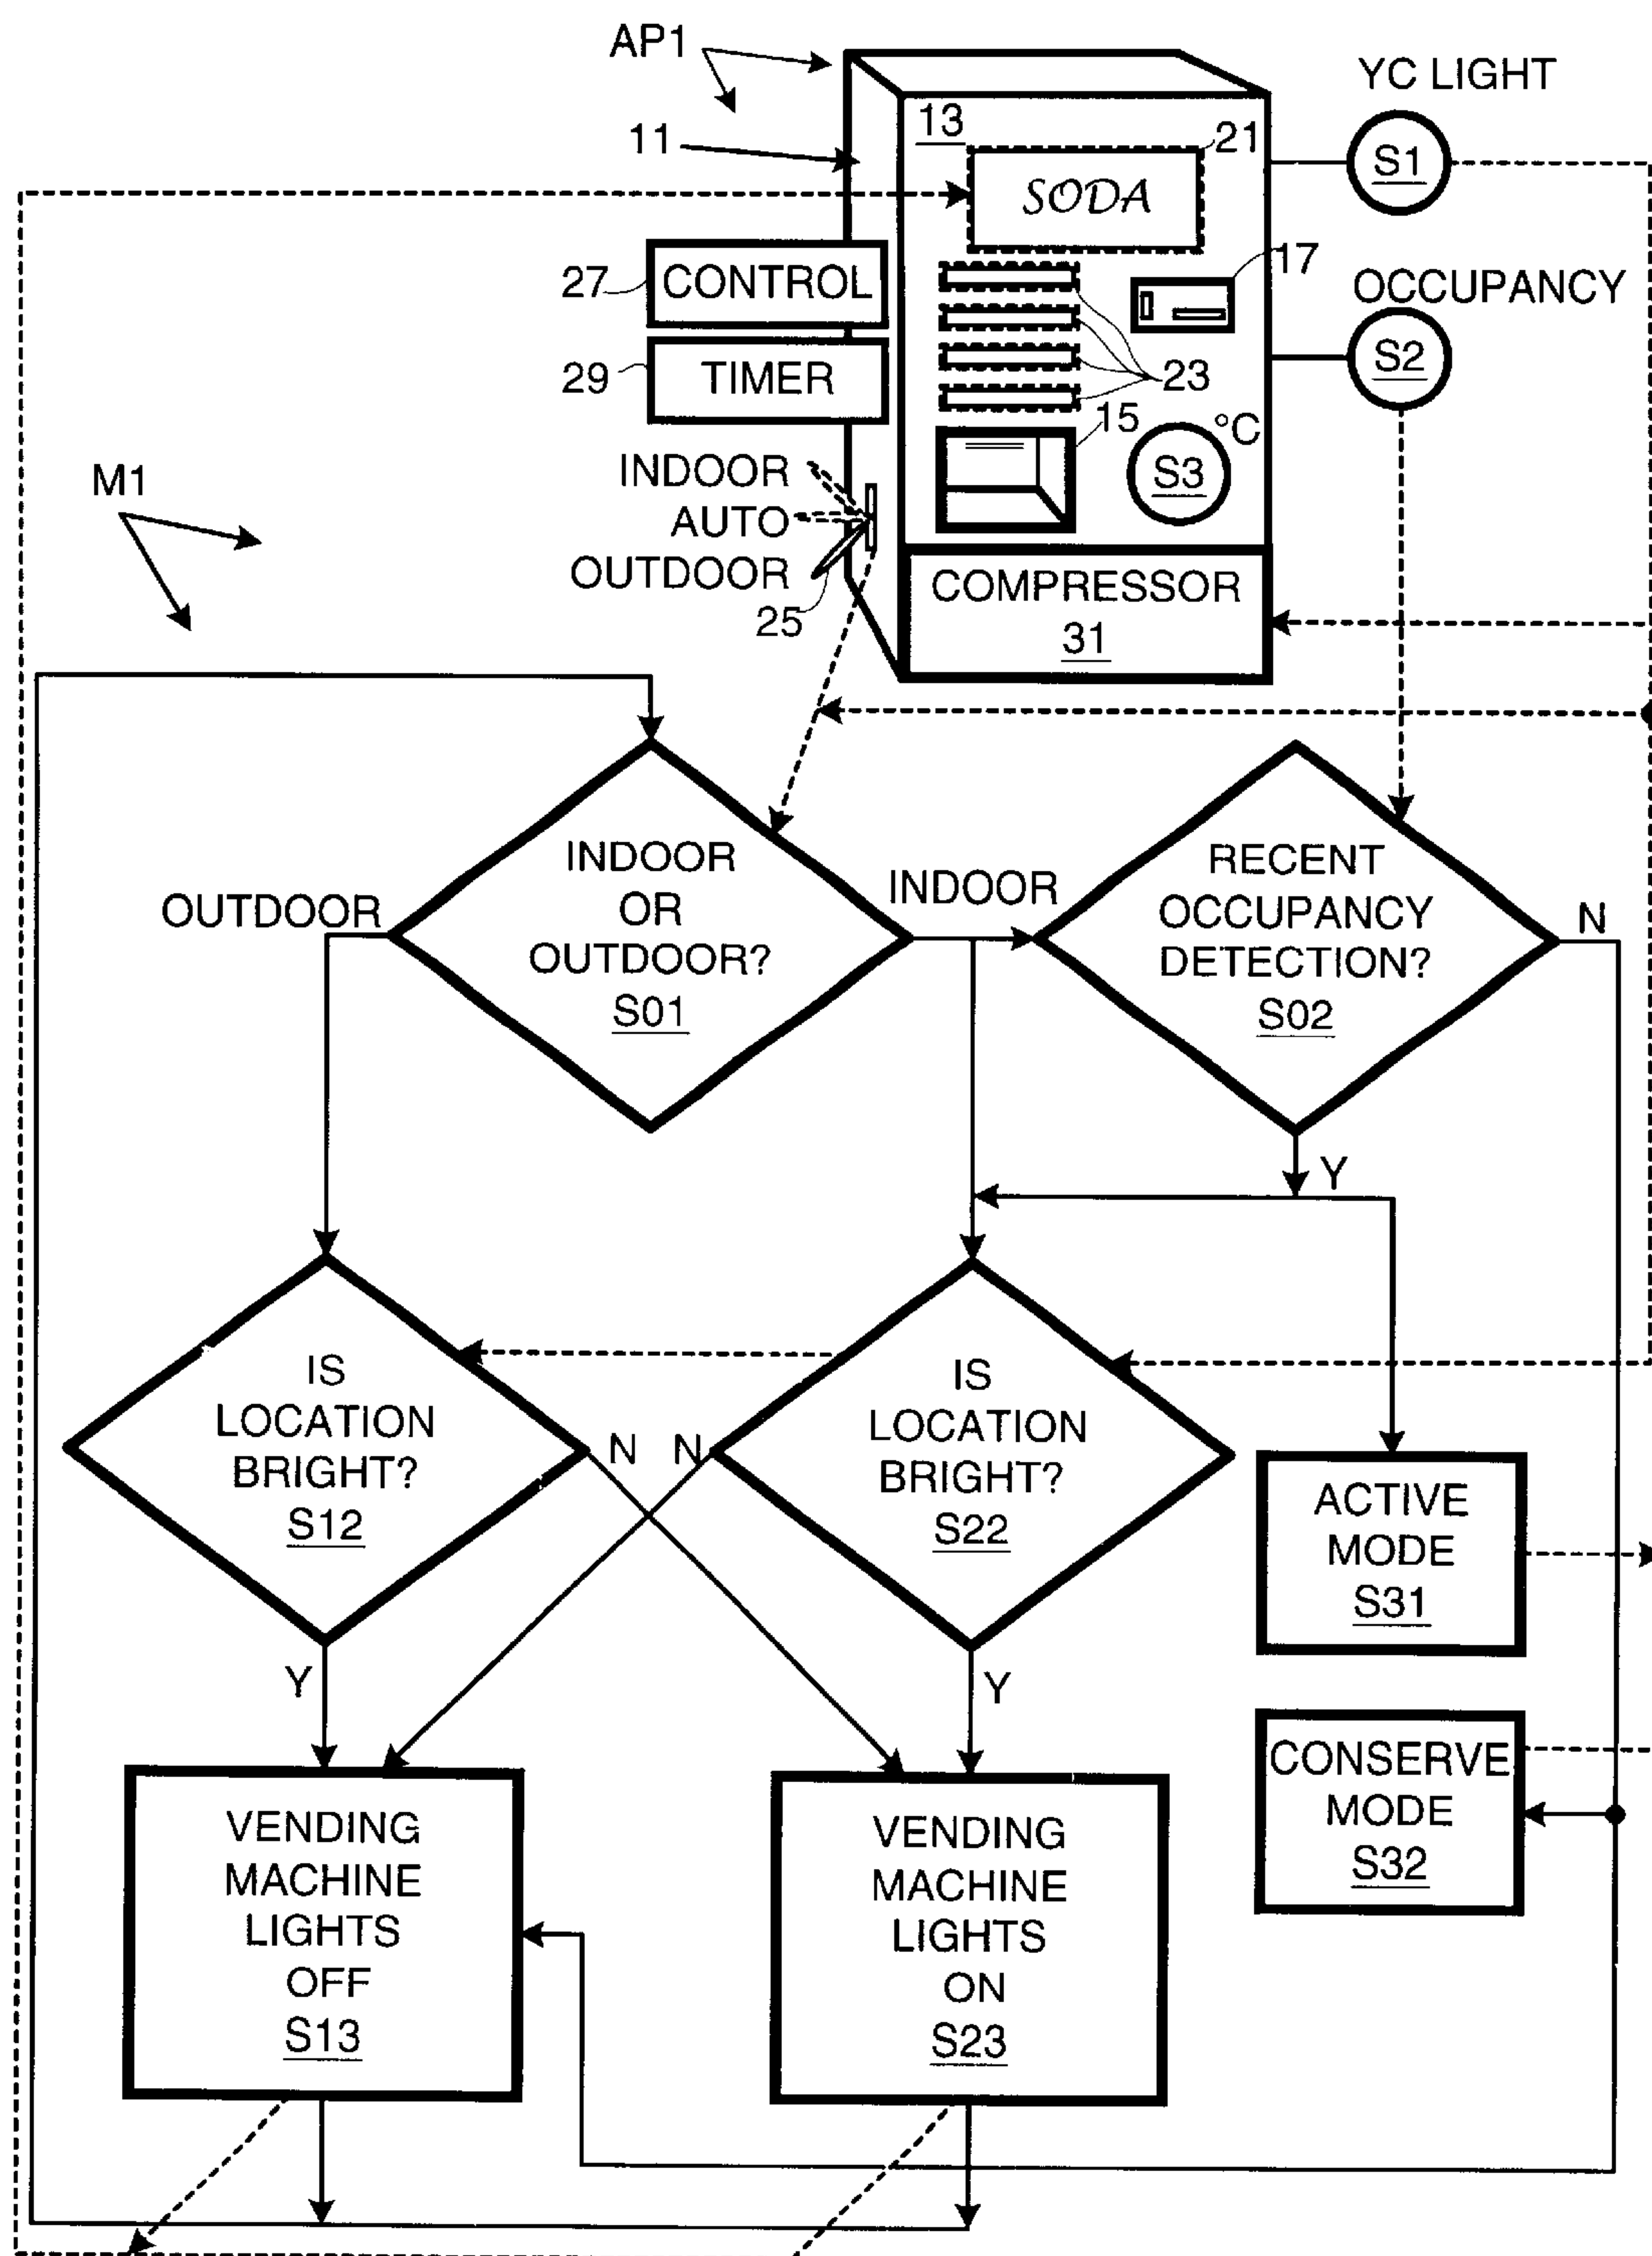 AP1
YC LIGHT
11
13
21
S1
SODA
27
CONTROL
17
OCCUPANCY
29
TIMER
23
S2
15
°C
S3
M1
INDOOR
AUTO
OUTDOOR
25
COMPRESSOR
31
INDOOR
OR
OUTDOOR?
S01
OUTDOOR
INDOOR
RECENT
OCCUPANCY
DETECTION?
S02
N
Y
IS
LOCATION
BRIGHT?
S12
N
N
IS
LOCATION
BRIGHT?
S22
ACTIVE
MODE
S31
Y
Y
CONSERVE
MODE
S32
VENDING
MACHINE
LIGHTS
OFF
S13
VENDING
MACHINE
LIGHTS
ON
S23